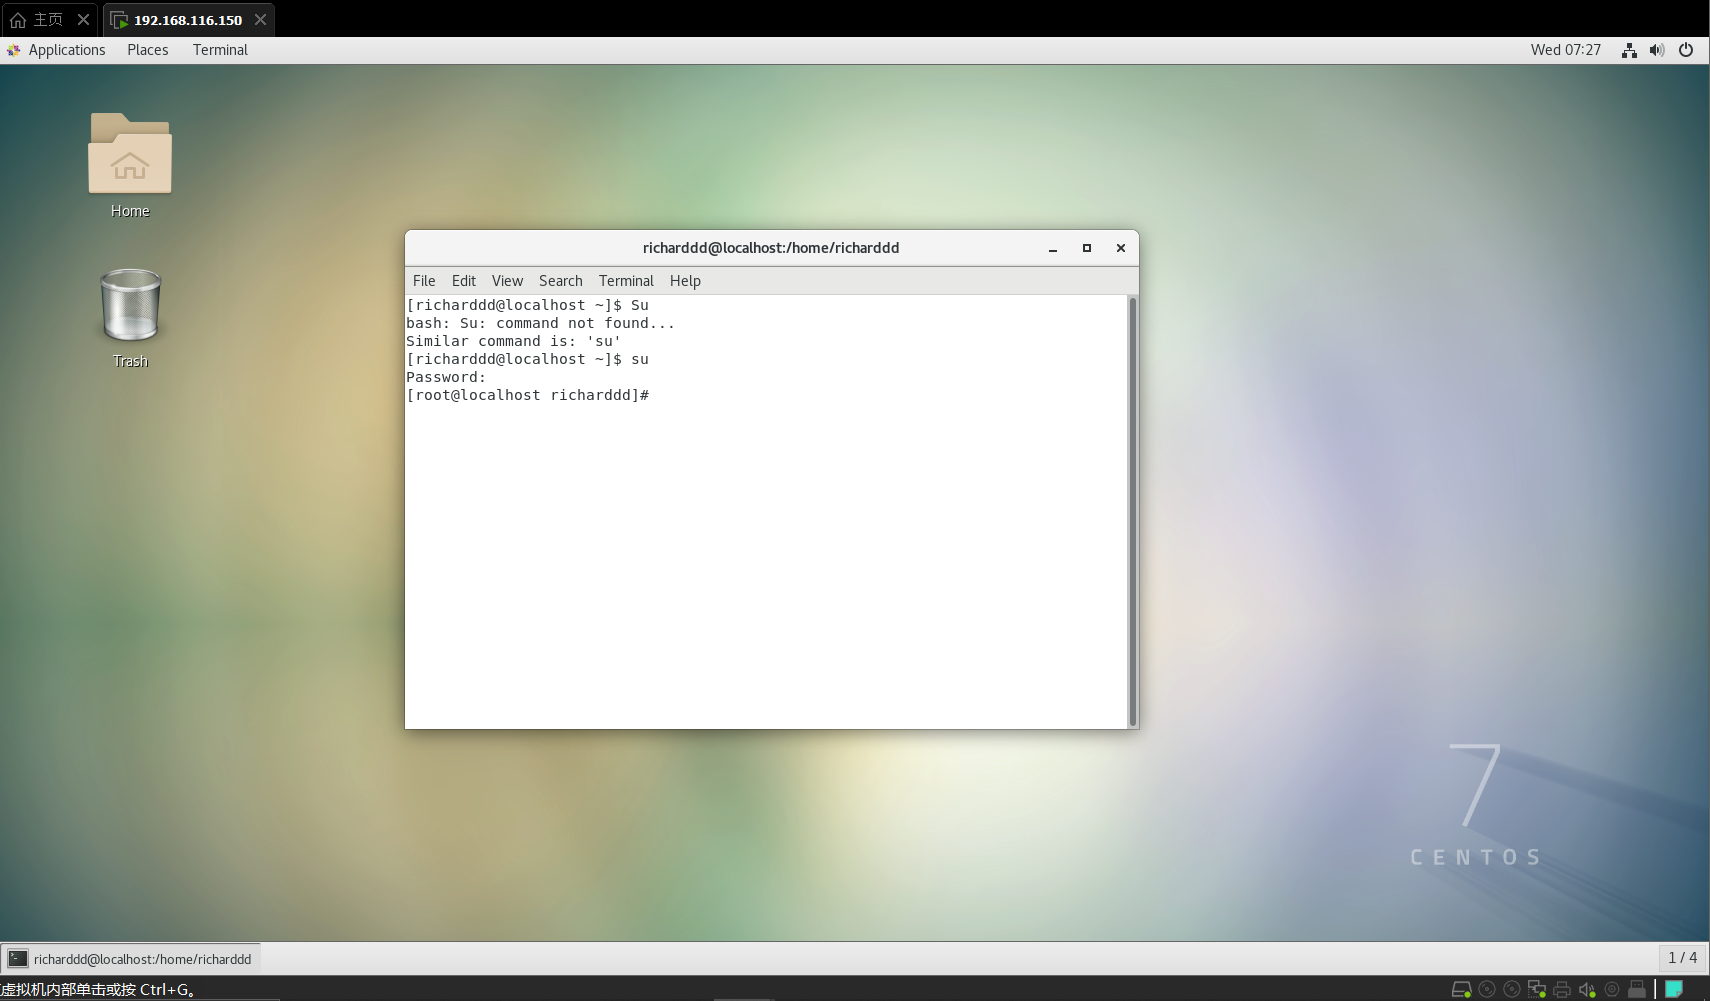 主页
192.168.116.150
Applications Places Terminal
Wed 07:27
Home
Trash
richarddd@localhost:/home/richarddd
File Edit View Search Terminal Help
[richarddd@localhost ~]$ Su
bash: Su: command not found...
Similar command is: 'su'
[richarddd@localhost ~]$ su
Password:
[root@localhost richarddd]#
7
CENTOS
richarddd@localhost:/home/richarddd
1 / 4
虚拟机内部单击或按 Ctrl+G。